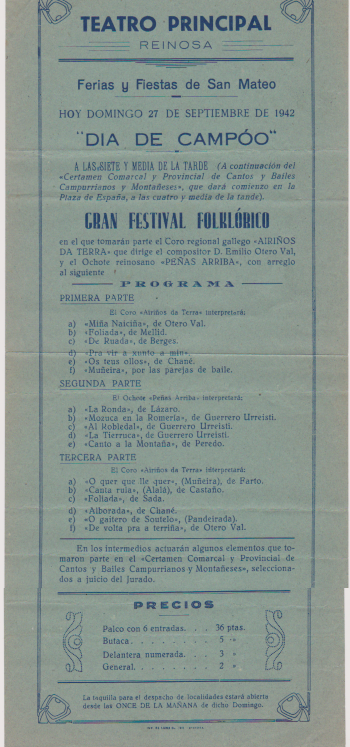 TEATRO PRINCIPAL
REINOSA
Ferias y Fiestas de San Mateo
HOY DOMINGO 27 DE SEPTIEMBRE DE 1942
"DIA DE CAMPÓO"
A LAS SIETE Y MEDIA DE LA TARDE (A continuación del
«Certamen Comarcal y Provincial de Cantos y Bailes
Campurrianos y Montañeses», que dará comienzo en la
Plaza de España, a las cuatro y media de la tarde).
GRAN FESTIVAL FOLKLÓRICO
en el que tomarán parte el Coro regional gallego «AIRIÑOS
DA TERRA» que dirige el compositor D. Emilio Otero Val,
y el Ochote reinosano «PEÑAS ARRIBA», con arreglo
al siguiente
PROGRAMA
PRIMERA PARTE
El Coro «Airiños da Terra» interpretará:
a) «Miña Naiciña», de Otero Val.
b) «Foliada», de Mellid.
c) «De Ruada», de Berges.
d) «Pra vir a xunto a min».
e) «Os teus ollos», de Chané.
f) «Muñeira», por las parejas de baile.
SEGUNDA PARTE
El Ochote «Peñas Arriba» interpretará:
a) «La Ronda», de Lázaro.
b) «Mozuca en la Romería», de Guerrero Urreisti.
c) «Al Robledal», de Guerrero Urreisti.
d) «La Tierruca», de Guerrero Urreisti.
e) «Canto a la Montaña», de Peredo.
TERCERA PARTE
El Coro «Airiños da Terra» interpretará:
a) «O quer que lle quer», (Muñeira), de Farto.
b) «Canta rula», (Alalá), de Castaño.
c) «Foliada», de Sada.
d) «Alborada», de Chané.
e) «O gaitero de Soutelo», (Pandeirada).
f) «De volta pra a terriña», de Otero Val.
En los intermedios actuarán algunos elementos que to-
maron parte en el «Certamen Comarcal y Provincial de
Cantos y Bailes Campurrianos y Montañeses», selecciona-
dos a juicio del Jurado.
PRECIOS
Palco con 6 entradas. . . . 36 ptas.
Butaca. . . . . . . . 5 »
Delantera numerada. . . . 3 »
General. . . . . . . . 2 »
La taquilla para el despacho de localidades estará abierta
desde las ONCE DE LA MAÑANA de dicho Domingo.